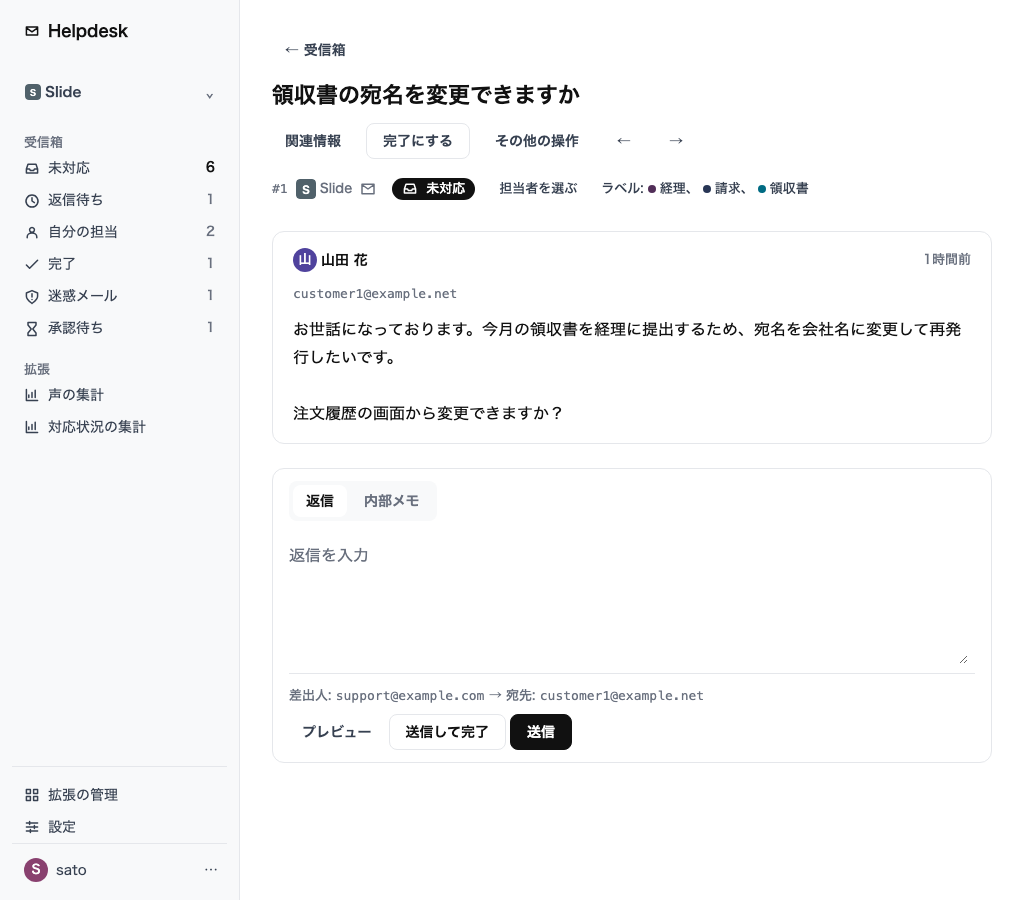 Helpdesk
S Slide
受信箱
未対応 6
返信待ち 1
自分の担当 2
完了 1
迷惑メール 1
承認待ち 1
拡張
声の集計
対応状況の集計
拡張の管理
設定
S sato ...
← 受信箱
領収書の宛名を変更できますか
関連情報 完了にする その他の操作 ← →
#1 S Slide 未対応 担当者を選ぶ ラベル: 経理、 請求、 領収書
山 山田 花 1時間前
customer1@example.net
お世話になっております。今月の領収書を経理に提出するため、宛名を会社名に変更して再発
行したいです。
注文履歴の画面から変更できますか？
返信 内部メモ
返信を入力
差出人: support@example.com → 宛先: customer1@example.net
プレビュー 送信して完了 送信